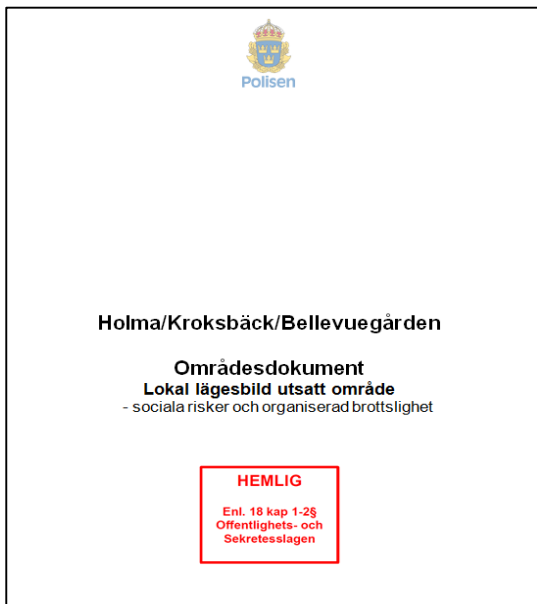 Polisen
Holma/Kroksbäck/Bellevuegården
Områdesdokument
Lokal lägesbild utsatt område
- sociala risker och organiserad brottslighet
HEMLIG
Enl. 18 kap 1-2§
Offentlighets- och
Sekretesslagen